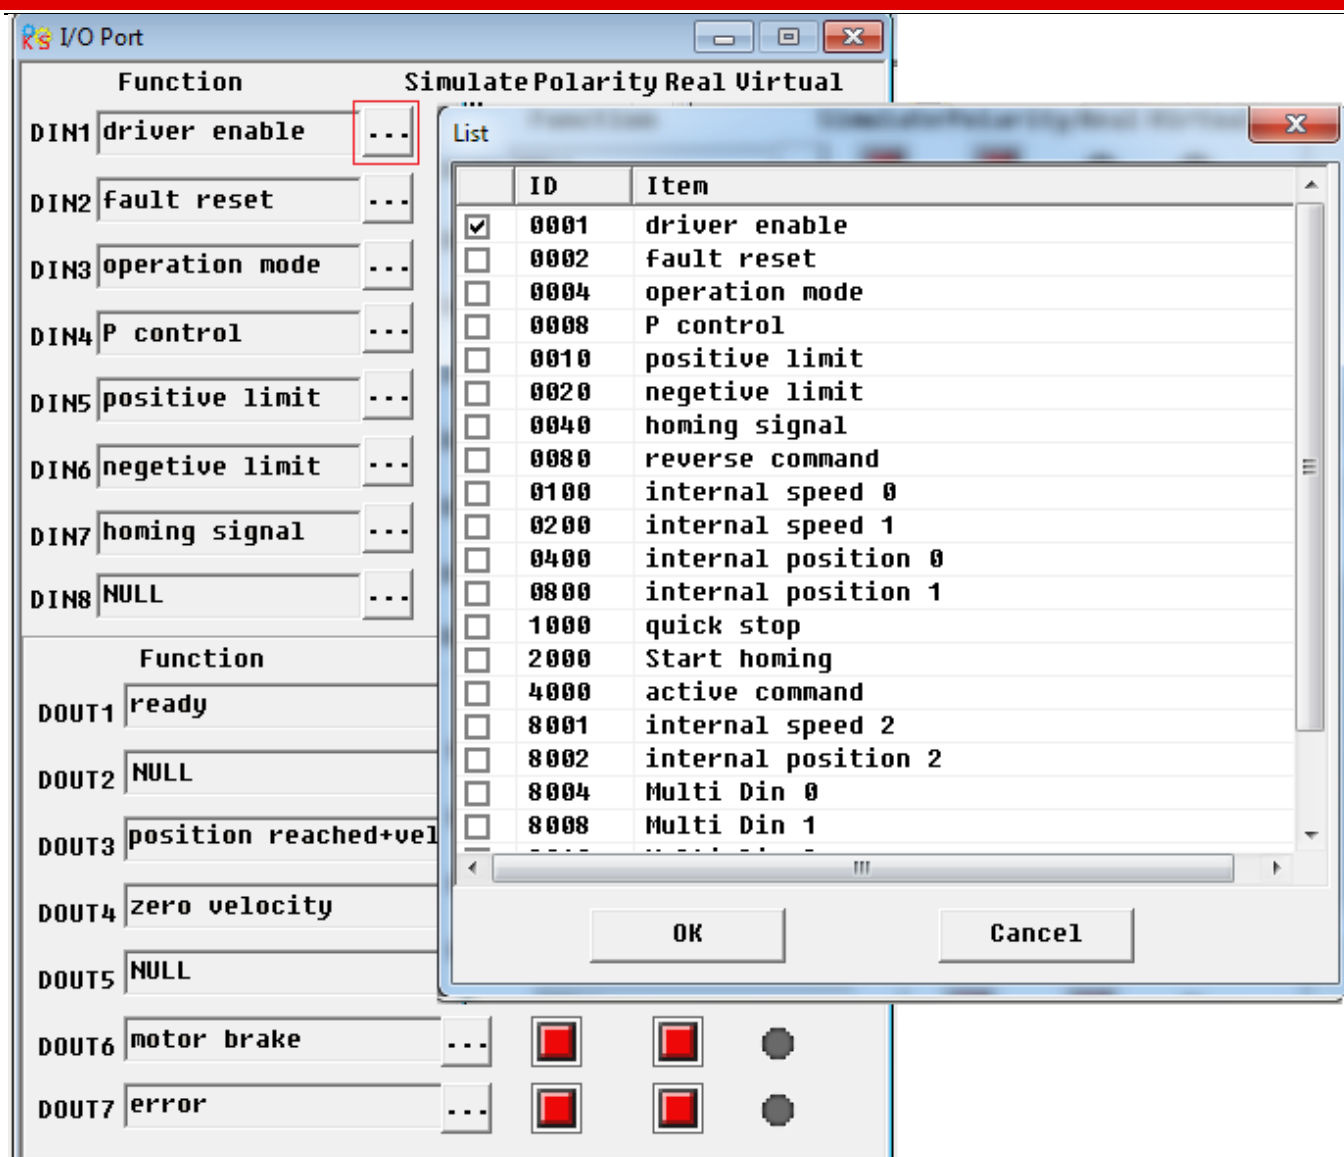 I/O Port
Function Simulate Polarity Real Virtual
DIN1 driver enable ...
DIN2 fault reset ...
DIN3 operation mode ...
DIN4 P control ...
DIN5 positive limit ...
DIN6 negetive limit ...
DIN7 homing signal ...
DIN8 NULL ...
Function
DOUT1 ready
DOUT2 NULL
DOUT3 position reached+vel
DOUT4 zero velocity
DOUT5 NULL
DOUT6 motor brake ...
DOUT7 error ...
List
ID Item
0001 driver enable
0002 fault reset
0004 operation mode
0008 P control
0010 positive limit
0020 negetive limit
0040 homing signal
0080 reverse command
0100 internal speed 0
0200 internal speed 1
0400 internal position 0
0800 internal position 1
1000 quick stop
2000 Start homing
4000 active command
8001 internal speed 2
8002 internal position 2
8004 Multi Din 0
8008 Multi Din 1
OK Cancel